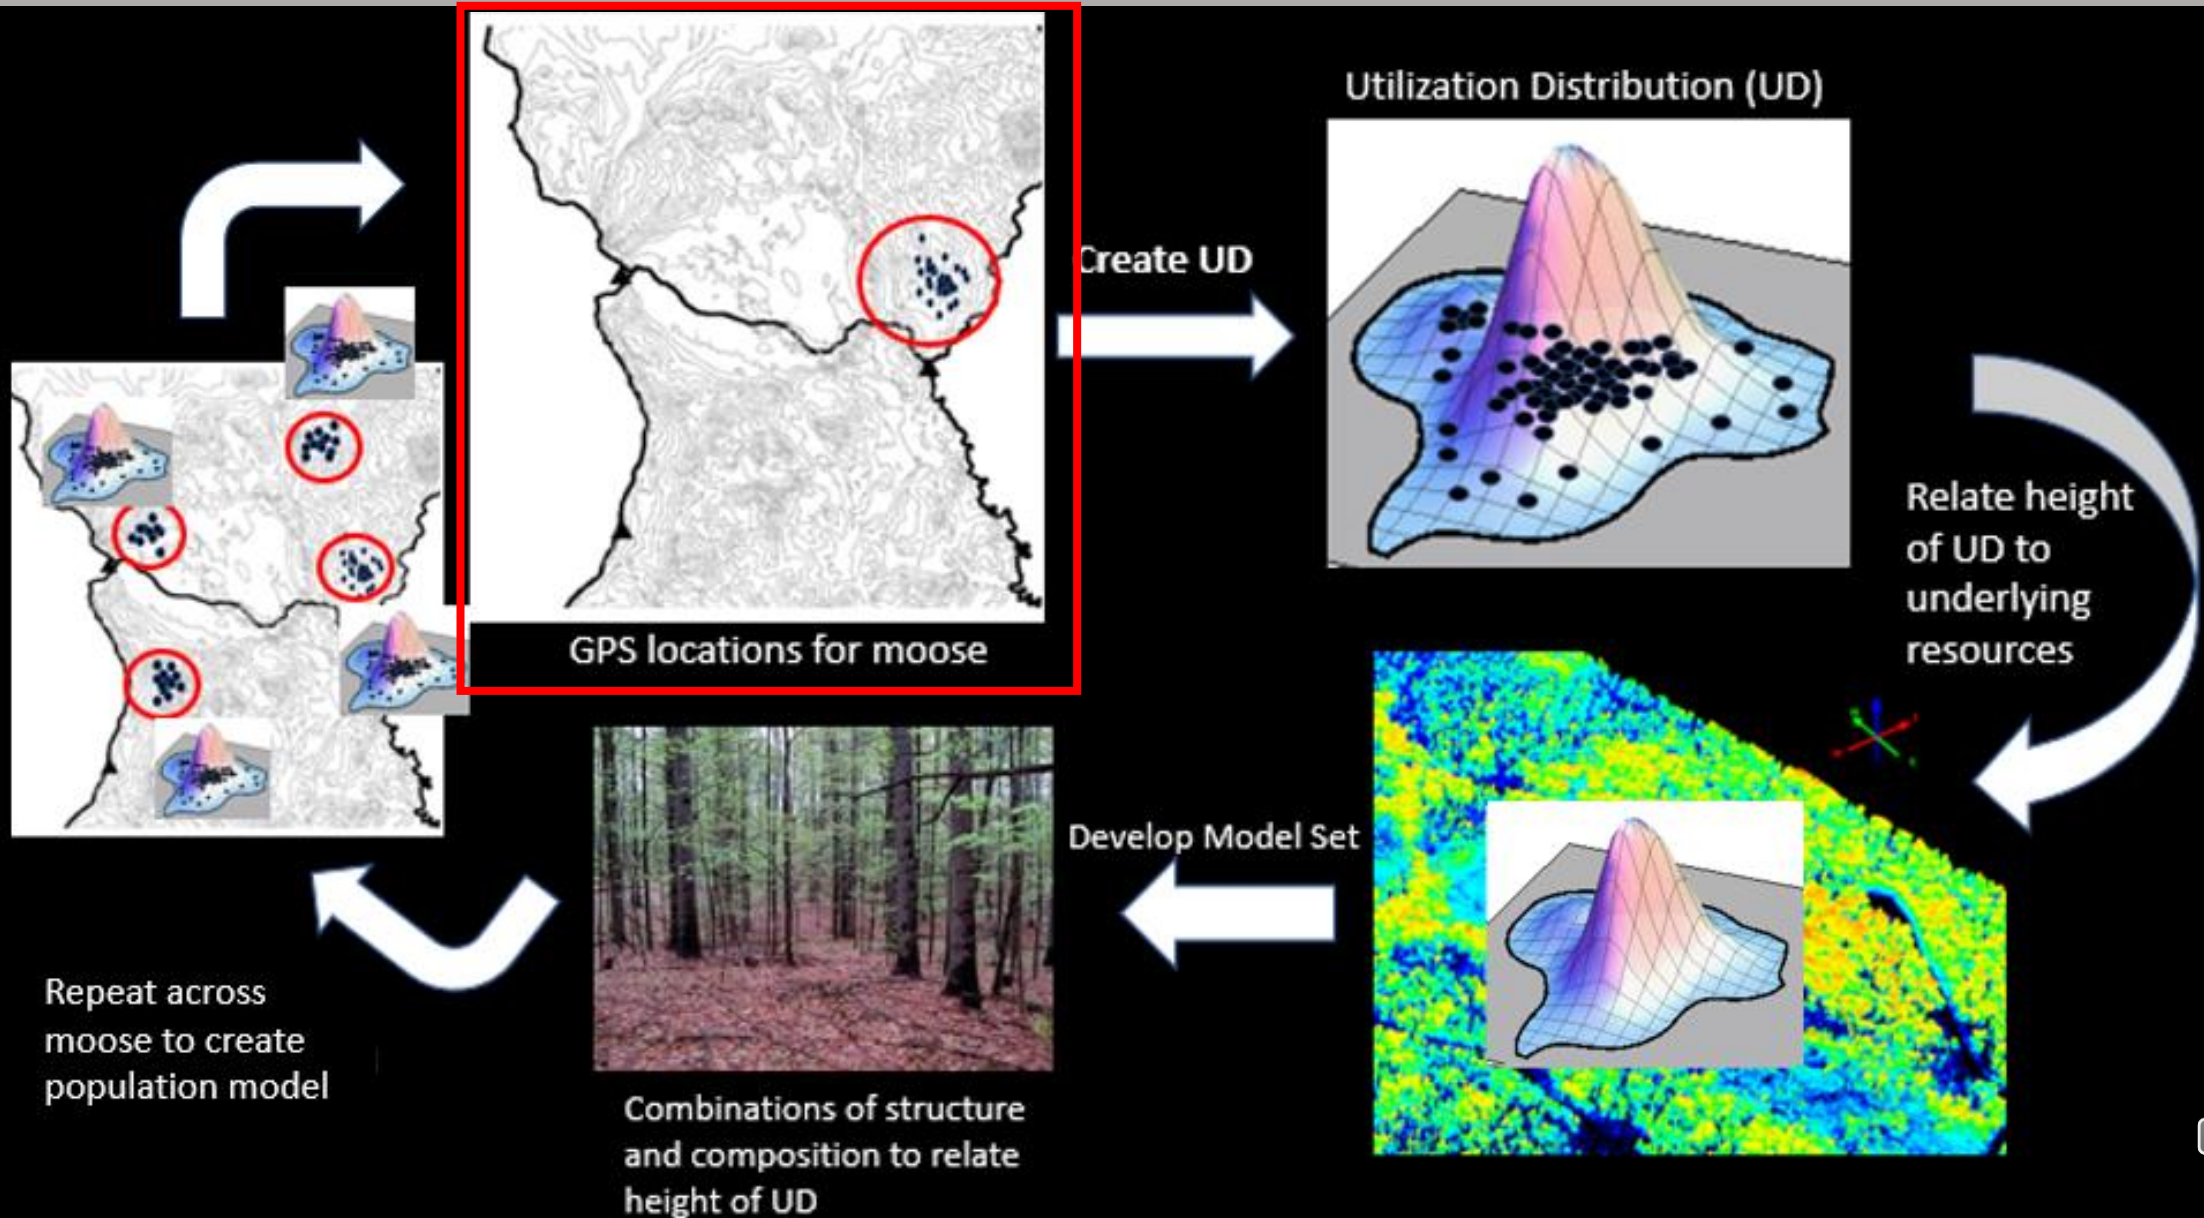 Utilization Distribution (UD)
Create UD
GPS locations for moose
Relate height
of UD to
underlying
resources
Develop Model Set
Combinations of structure
and composition to relate
height of UD
Repeat across
moose to create
population model